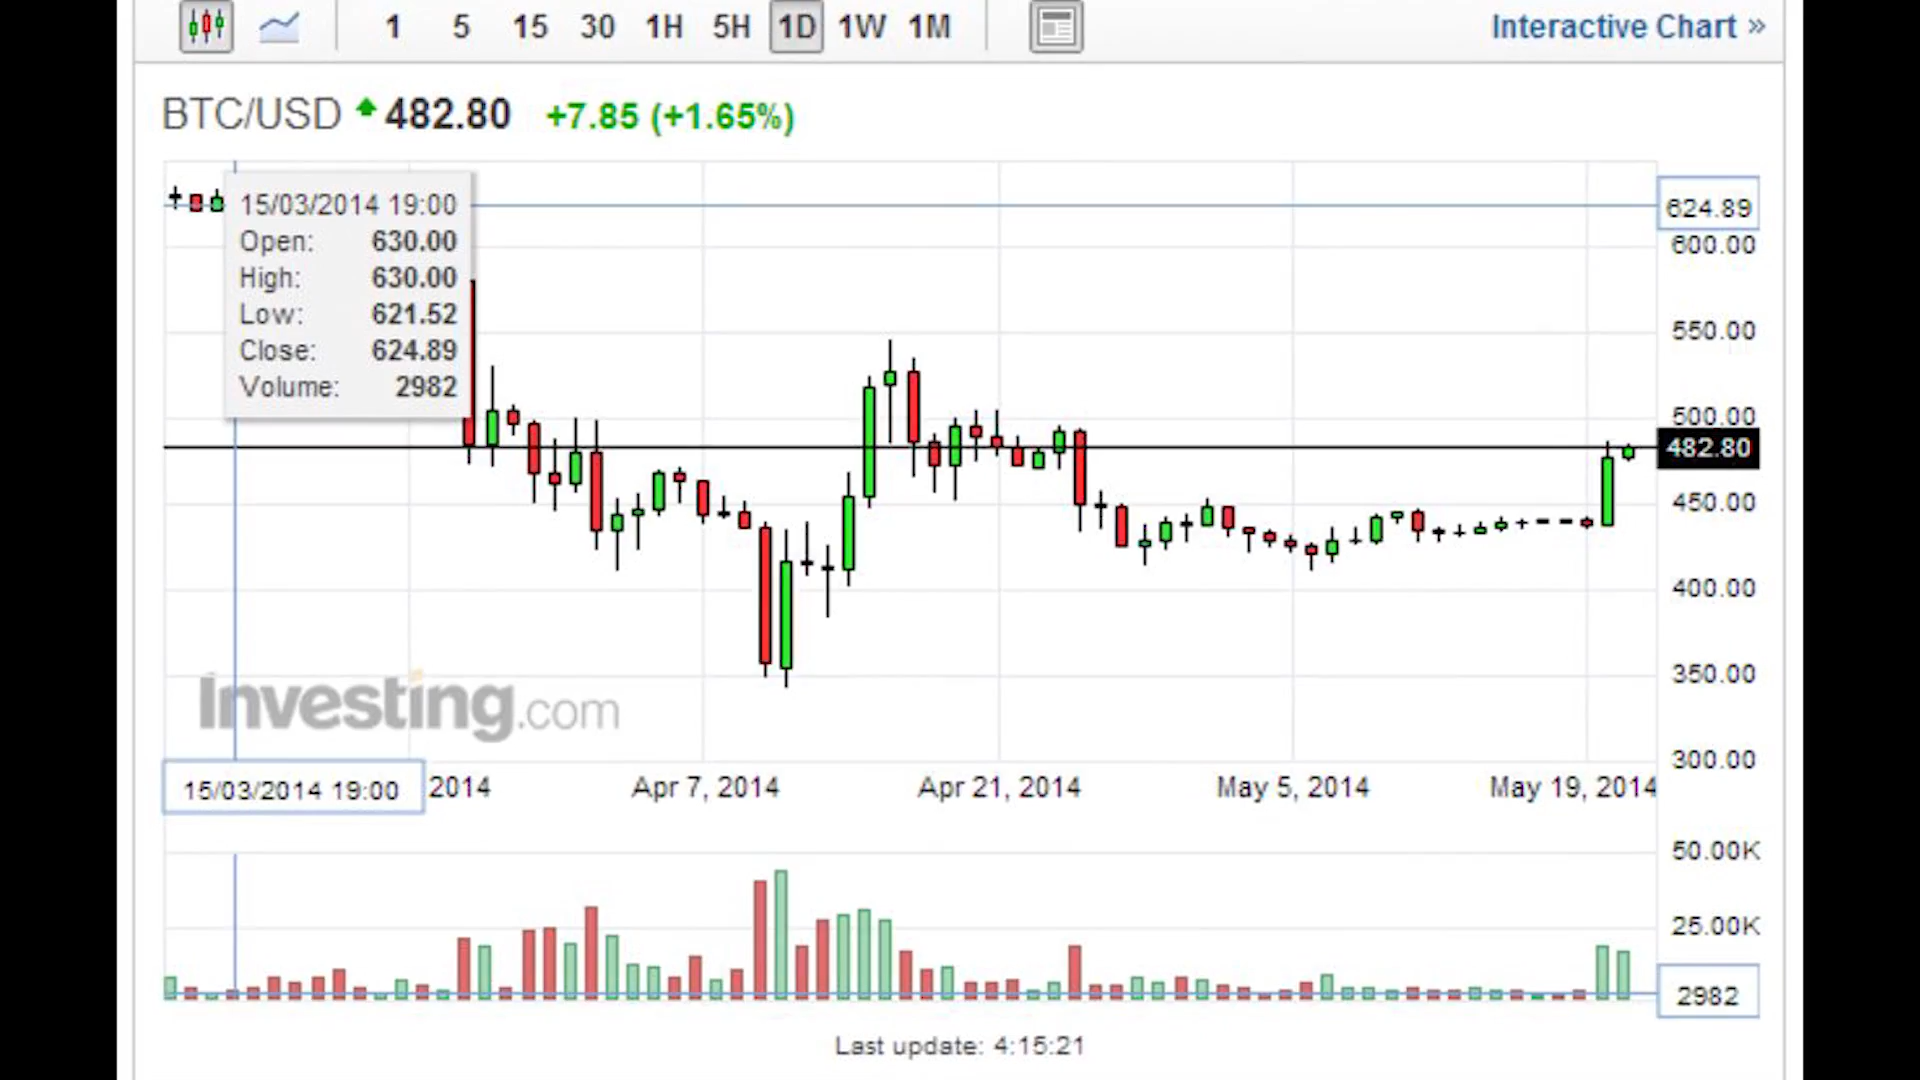 1 5 15 30 1H 5H 1D 1W 1M Interactive Chart »
BTC/USD 482.80 +7.85 (+1.65%)
15/03/2014 19:00
Open: 630.00
High: 630.00
Low: 621.52
Close: 624.89
Volume: 2982
624.89
600.00
550.00
500.00
482.80
450.00
400.00
350.00
300.00
Investing.com
15/03/2014 19:00 2014 Apr 7, 2014 Apr 21, 2014 May 5, 2014 May 19, 2014
50.00K
25.00K
2982
Last update: 4:15:21